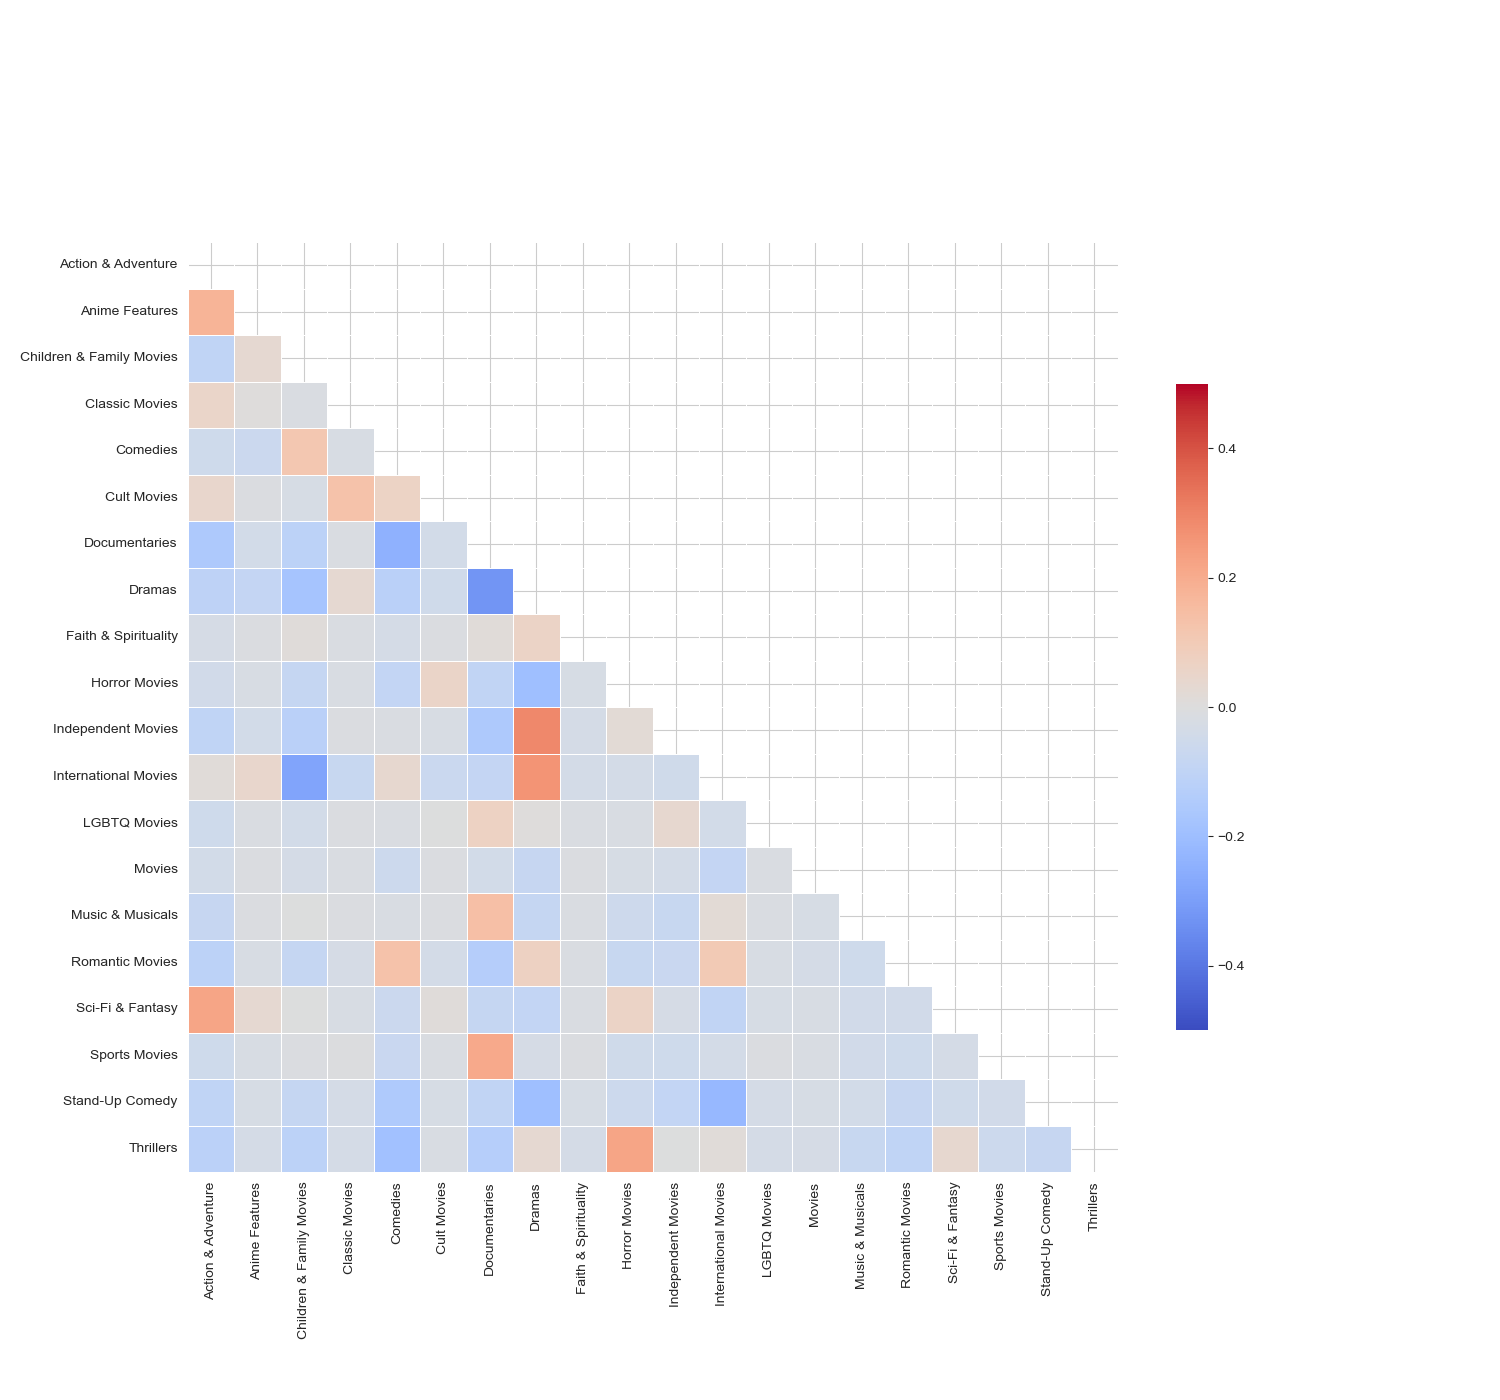 Action & Adventure
Anime Features
Children & Family Movies
Classic Movies
Comedies
Cult Movies
Documentaries
Dramas
Faith & Spirituality
Horror Movies
Independent Movies
International Movies
LGBTQ Movies
Movies
Music & Musicals
Romantic Movies
Sci-Fi & Fantasy
Sports Movies
Stand-Up Comedy
Thrillers
Action & Adventure
Anime Features
Children & Family Movies
Classic Movies
Comedies
Cult Movies
Documentaries
Dramas
Faith & Spirituality
Horror Movies
Independent Movies
International Movies
LGBTQ Movies
Movies
Music & Musicals
Romantic Movies
Sci-Fi & Fantasy
Sports Movies
Stand-Up Comedy
Thrillers
0.4
0.2
0.0
−0.2
−0.4